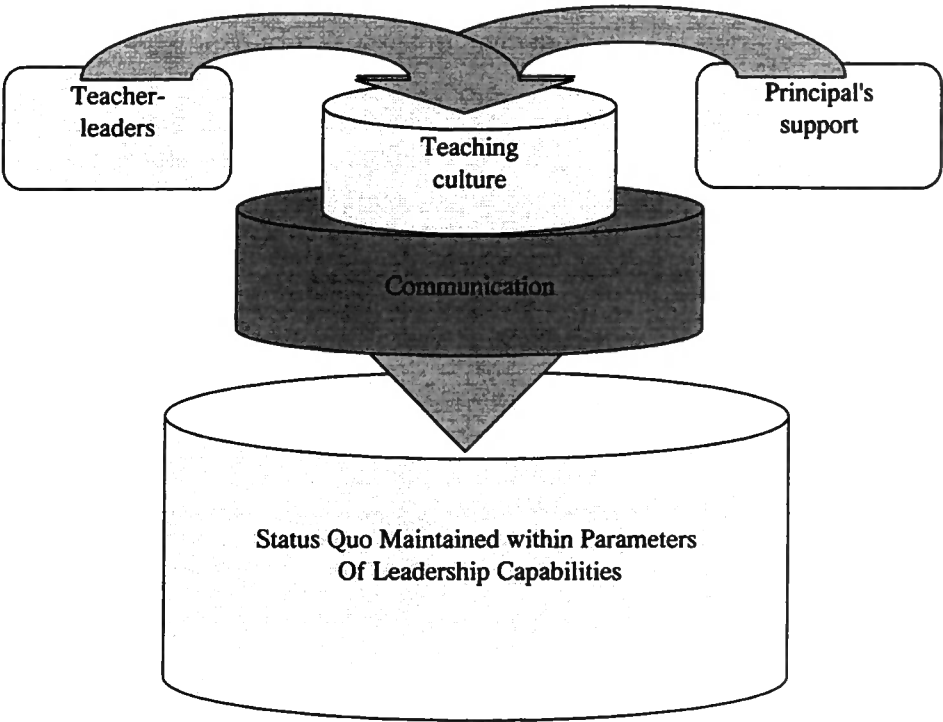 Teacher-
leaders
Principal's
support
Teaching
culture
Communication
Status Quo Maintained within Parameters
Of Leadership Capabilities